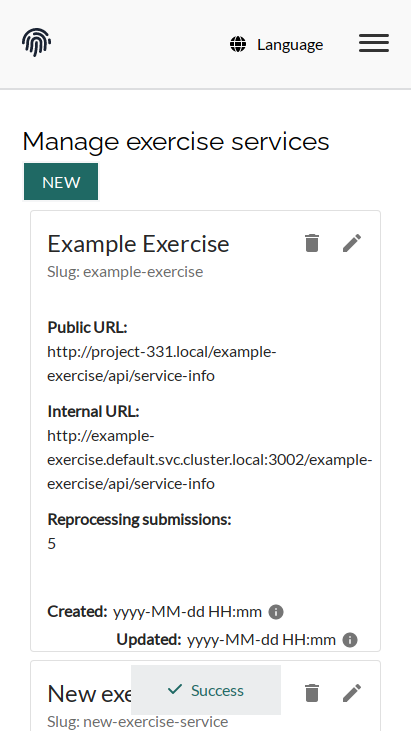 Language
Manage exercise services
NEW
Example Exercise
Slug: example-exercise
Public URL:
http://project-331.local/example-
exercise/api/service-info
Internal URL:
http://example-
exercise.default.svc.cluster.local:3002/example-
exercise/api/service-info
Reprocessing submissions:
5
Created: yyyy-MM-dd HH:mm
Updated: yyyy-MM-dd HH:mm
New exe
Success
Slug: new-exercise-service